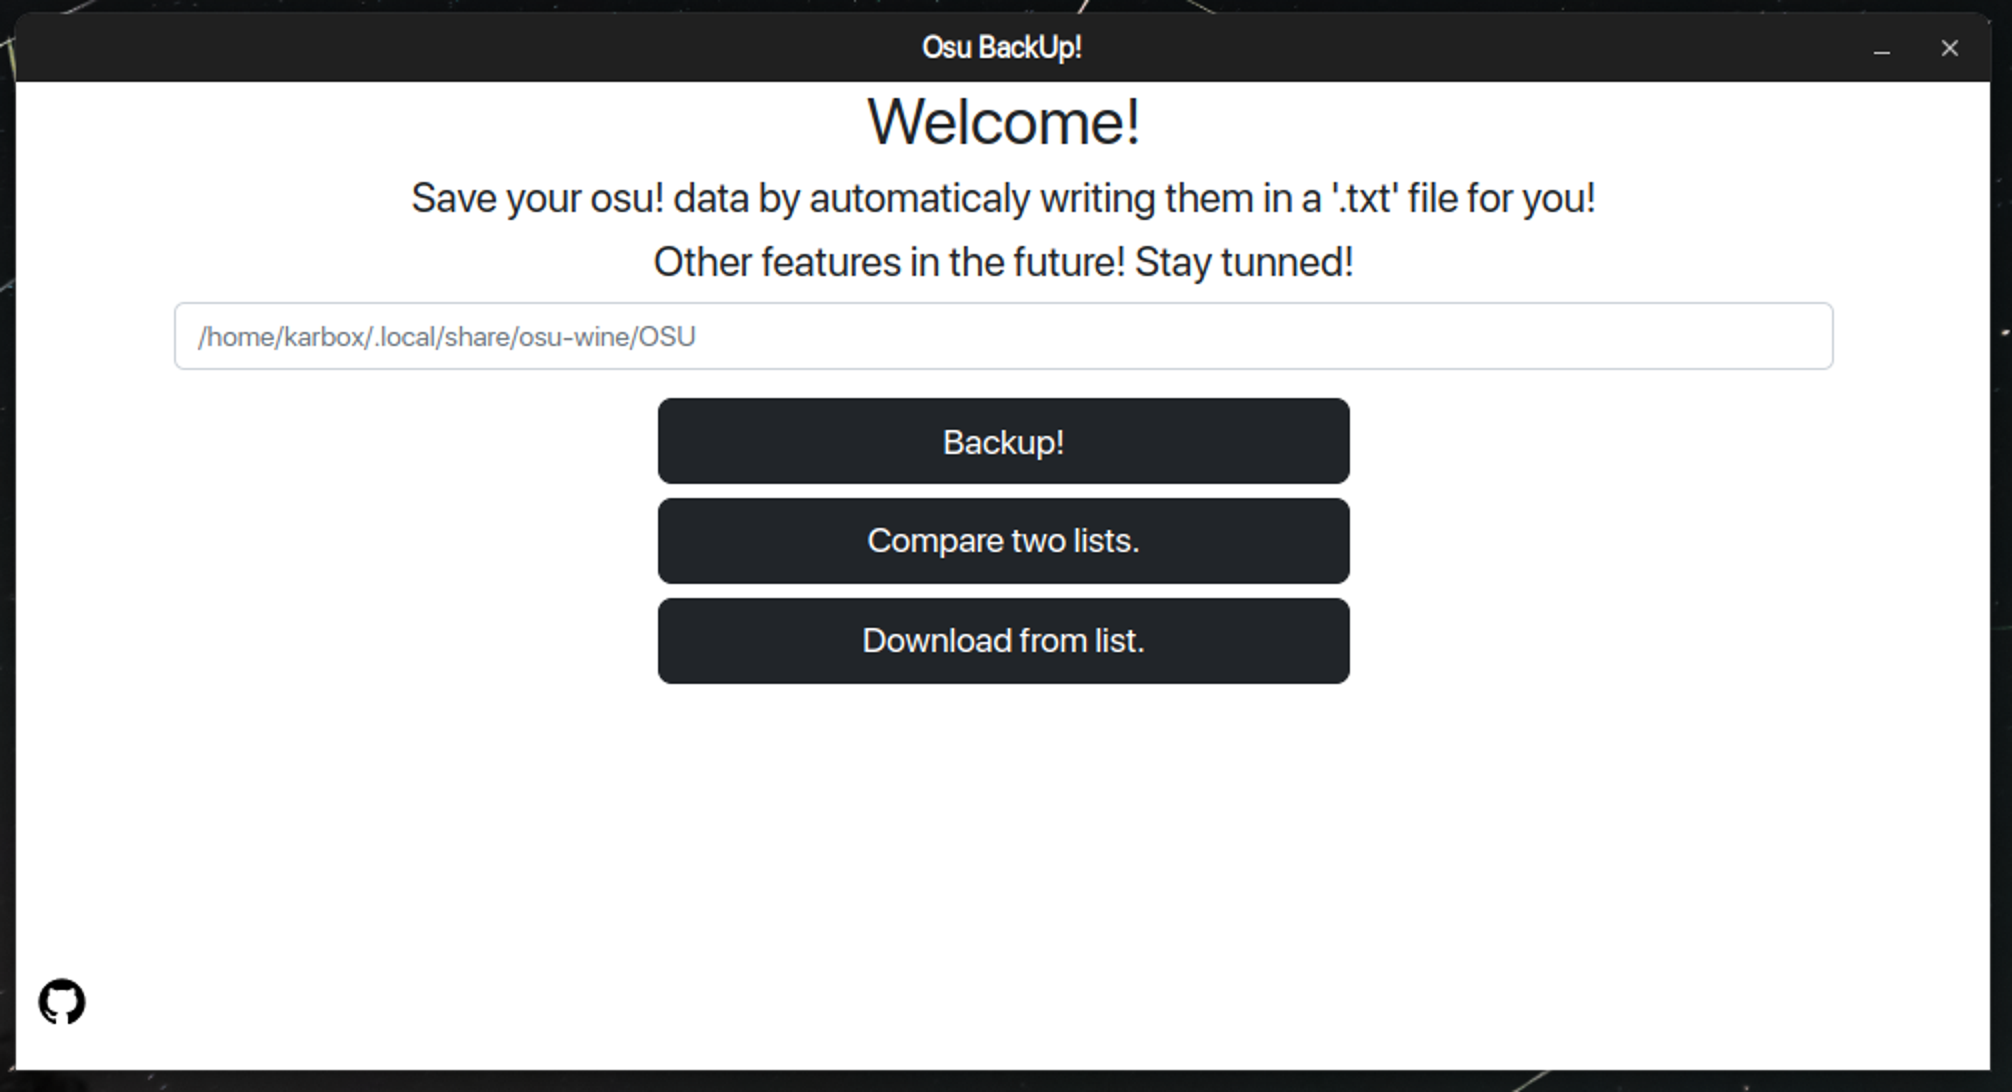 Osu BackUp!
Welcome!
Save your osu! data by automaticaly writing them in a '.txt' file for you!
Other features in the future! Stay tunned!
/home/karbox/.local/share/osu-wine/OSU
Backup!
Compare two lists.
Download from list.